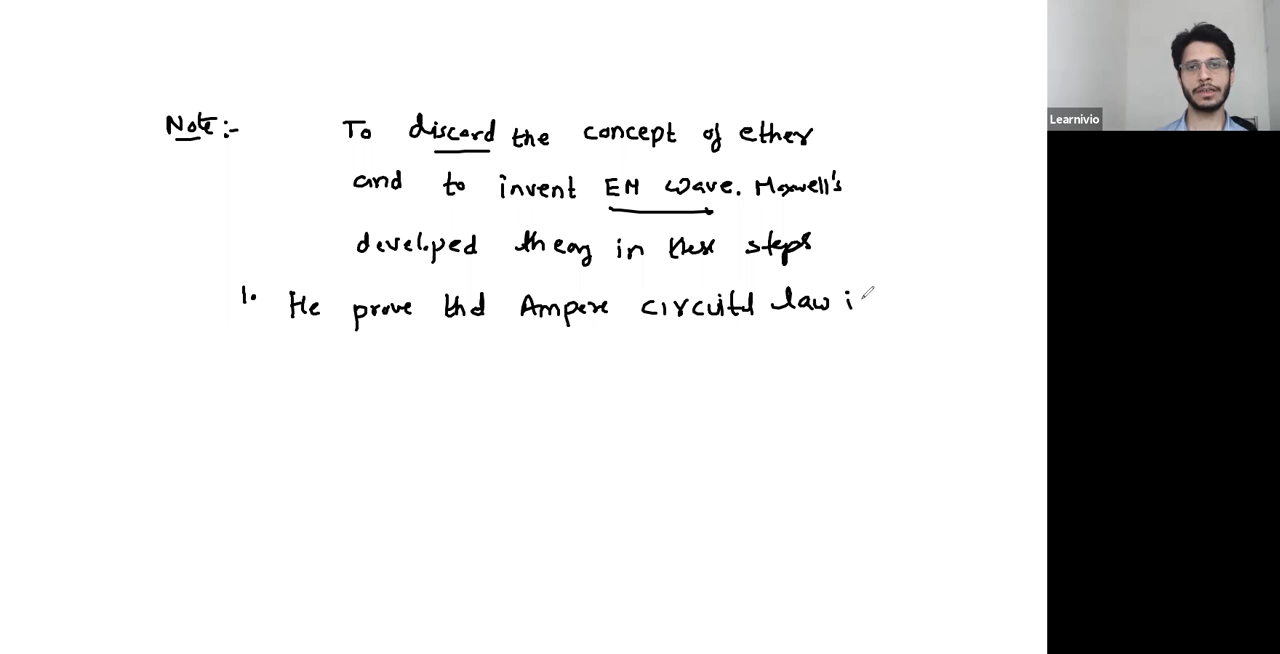 Note:-
To discard the concept of ether
and to invent EM wave. Maxwell's
developed theory in these steps
1. He prove that Ampere circuital law i
Learnivio